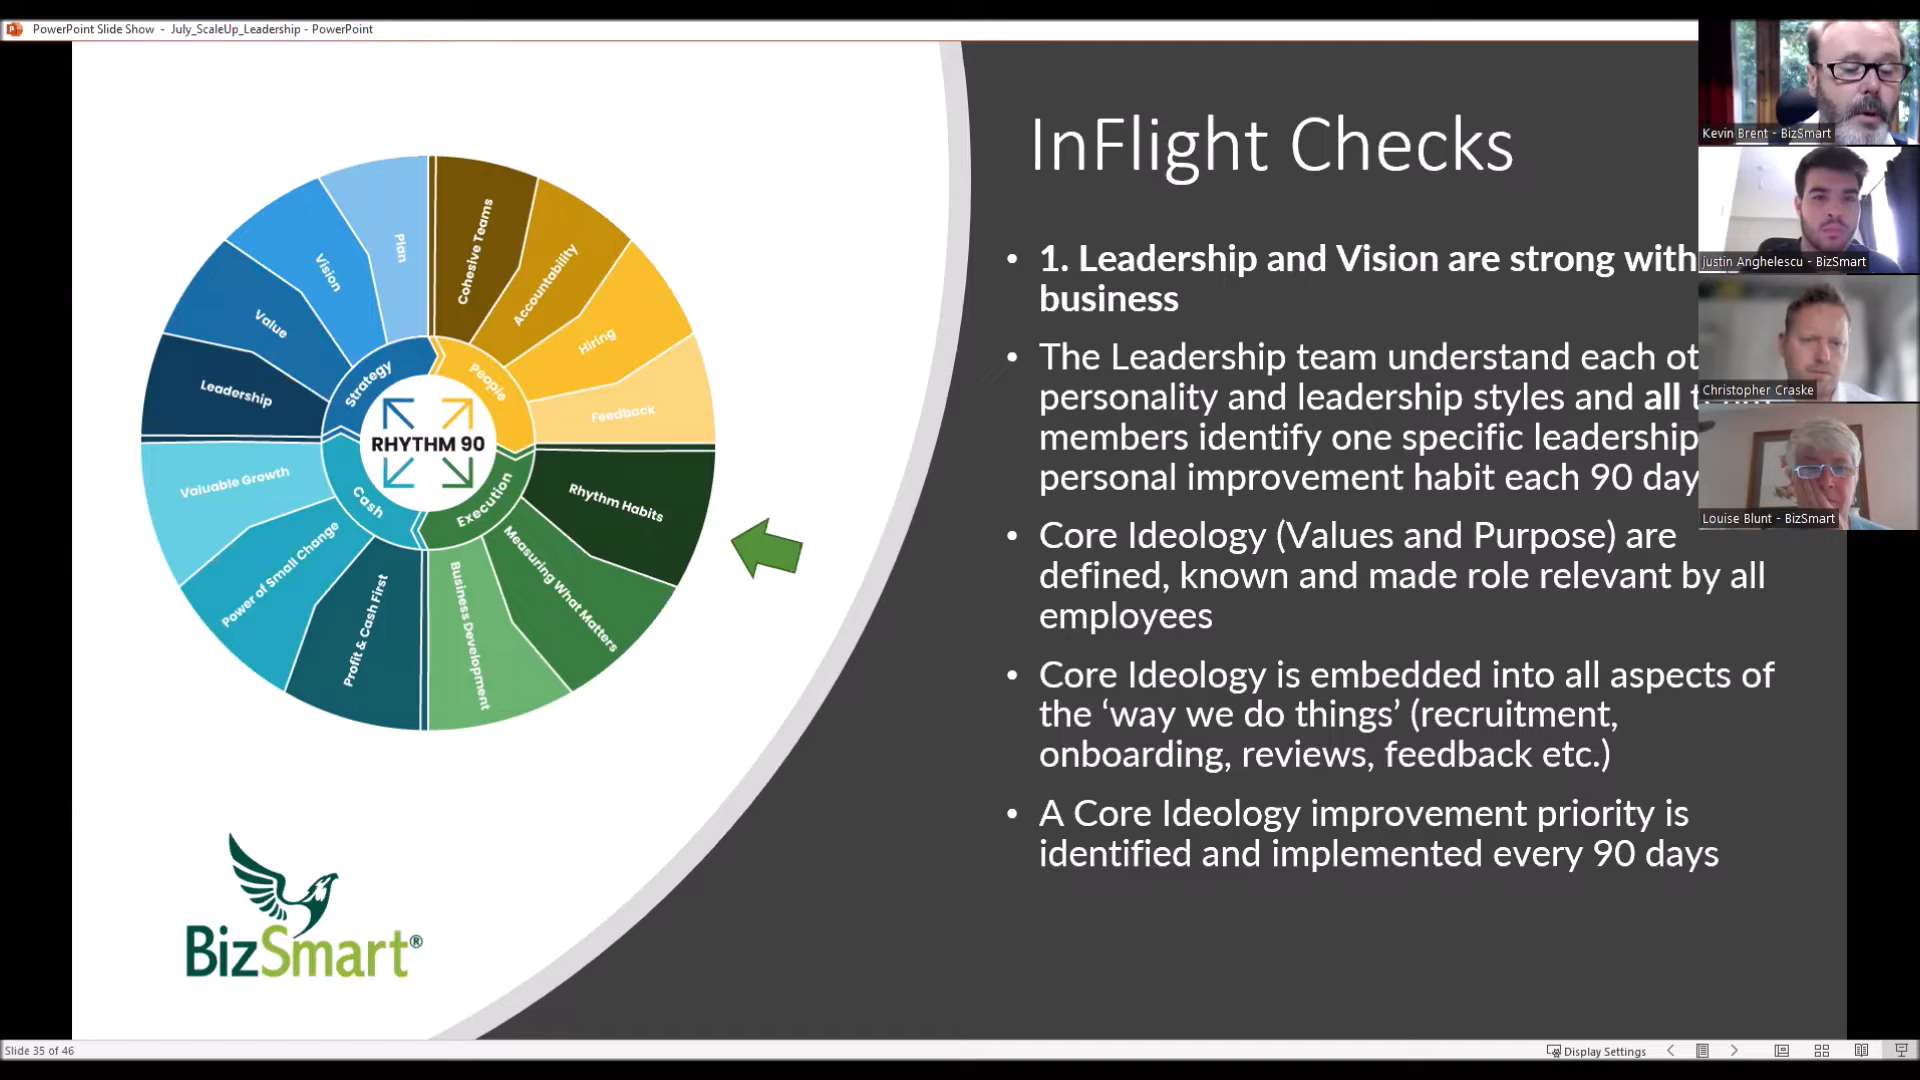 PowerPoint Slide Show - July_ScaleUp_Leadership - PowerPoint
Plan
Vision
Value
Leadership
Strategy
Cohesive Teams
Accountability
Hiring
Feedback
People
RHYTHM 90
Valuable Growth
Power of Small Change
Profit & Cash First
Cash
Rhythm Habits
Measuring What Matters
Business Development
Execution
BizSmart®
InFlight Checks
• 1. Leadership and Vision are strong with
business
• The Leadership team understand each ot
personality and leadership styles and all
members identify one specific leadership
personal improvement habit each 90 day
• Core Ideology (Values and Purpose) are
defined, known and made role relevant by all
employees
• Core Ideology is embedded into all aspects of
the ‘way we do things’ (recruitment,
onboarding, reviews, feedback etc.)
• A Core Ideology improvement priority is
identified and implemented every 90 days
Kevin Brent - BizSmart
justin Anghelescu - BizSmart
Christopher Craske
Louise Blunt - BizSmart
Slide 35 of 46
Display Settings